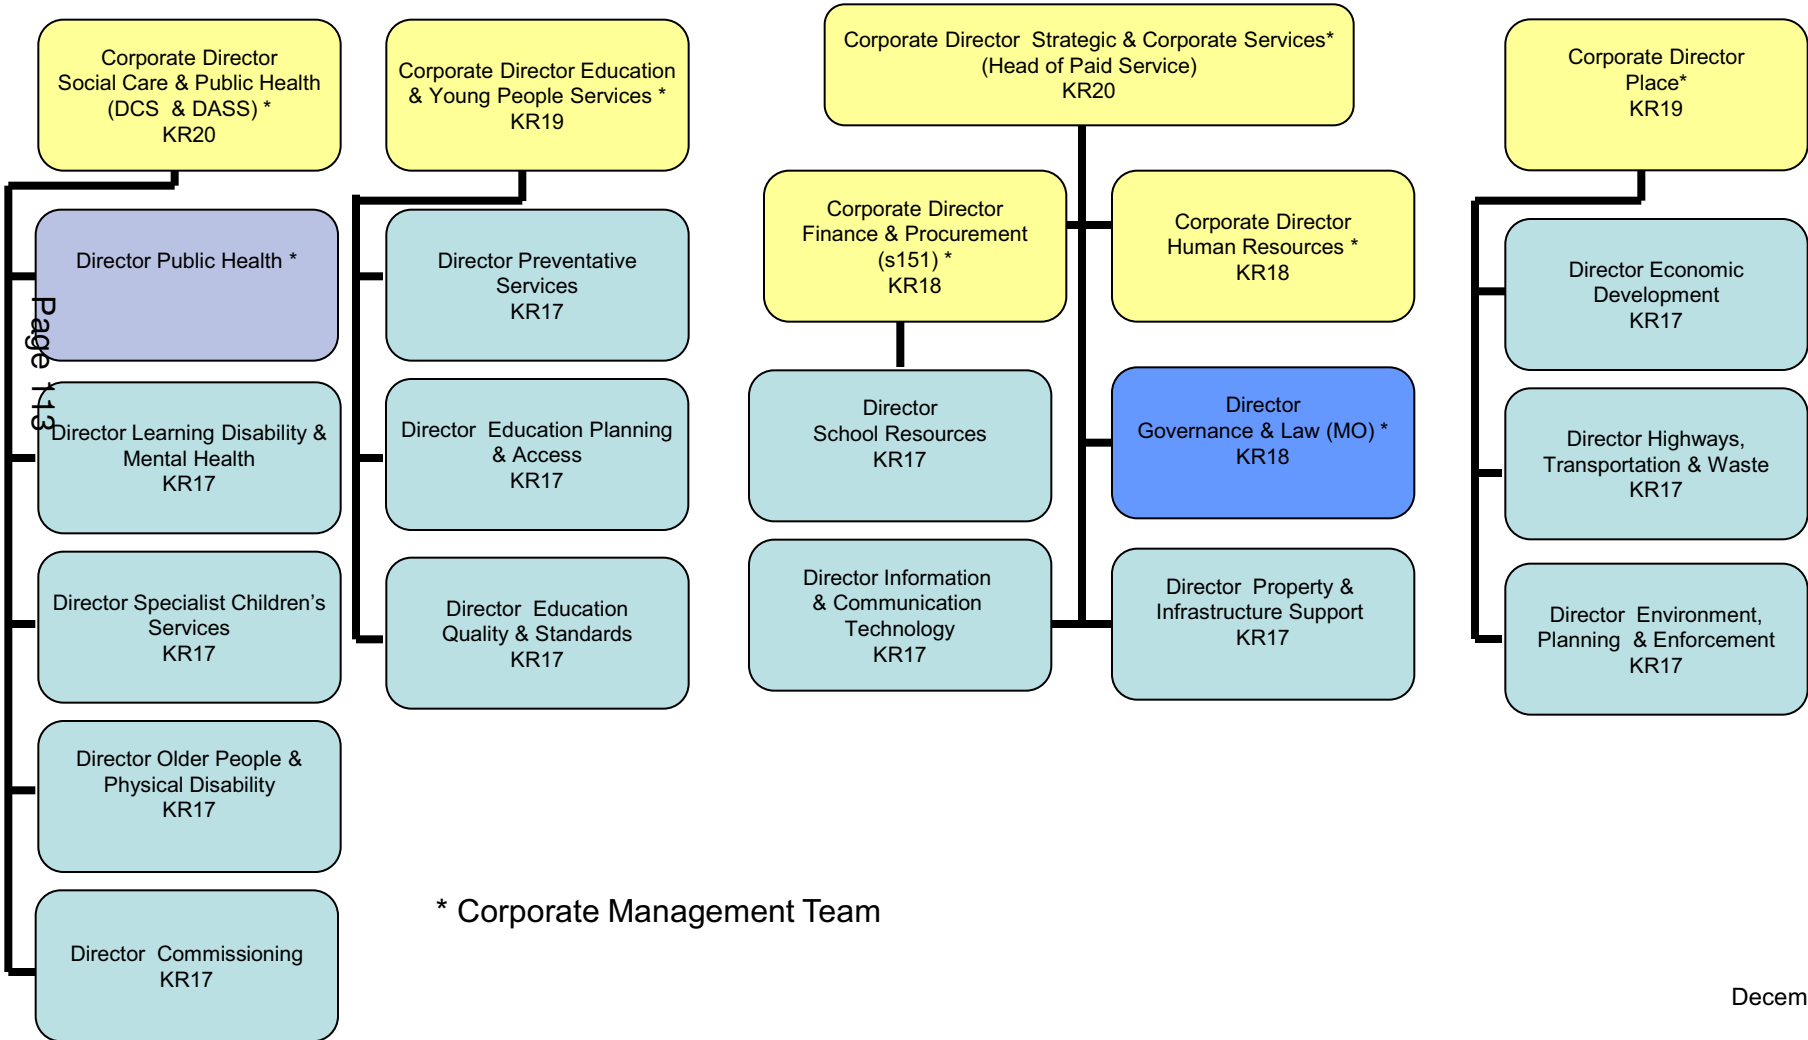 Corporate Director
Social Care & Public Health
(DCS & DASS) *
KR20
Director Public Health *
Director Learning Disability &
Mental Health
KR17
Director Specialist Children's
Services
KR17
Director Older People &
Physical Disability
KR17
Director Commissioning
KR17
Page 113
Corporate Director Education
& Young People Services *
KR19
Director Preventative
Services
KR17
Director Education Planning
& Access
KR17
Director Education
Quality & Standards
KR17
Corporate Director Strategic & Corporate Services*
(Head of Paid Service)
KR20
Corporate Director
Finance & Procurement
(s151) *
KR18
Corporate Director
Human Resources *
KR18
Director
School Resources
KR17
Director
Governance & Law (MO) *
KR18
Director Information
& Communication
Technology
KR17
Director Property &
Infrastructure Support
KR17
Corporate Director
Place*
KR19
Director Economic
Development
KR17
Director Highways,
Transportation & Waste
KR17
Director Environment,
Planning & Enforcement
KR17
* Corporate Management Team
Decem